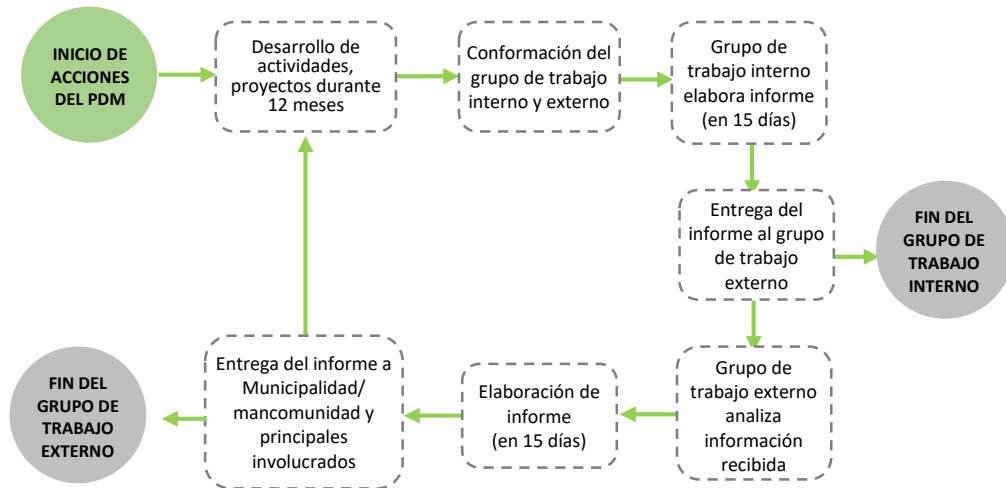 INICIO DE
ACCIONES
DEL PDM
Desarrollo de
actividades,
proyectos durante
12 meses
Conformación del
grupo de trabajo
interno y externo
Grupo de
trabajo interno
elabora informe
(en 15 días)
Entrega del
informe al grupo
de trabajo
externo
FIN DEL
GRUPO DE
TRABAJO
INTERNO
Grupo de
trabajo externo
analiza
información
recibida
Elaboración de
informe
(en 15 días)
Entrega del informe a
Municipalidad/
mancomunidad y
principales
involucrados
FIN DEL
GRUPO DE
TRABAJO
EXTERNO